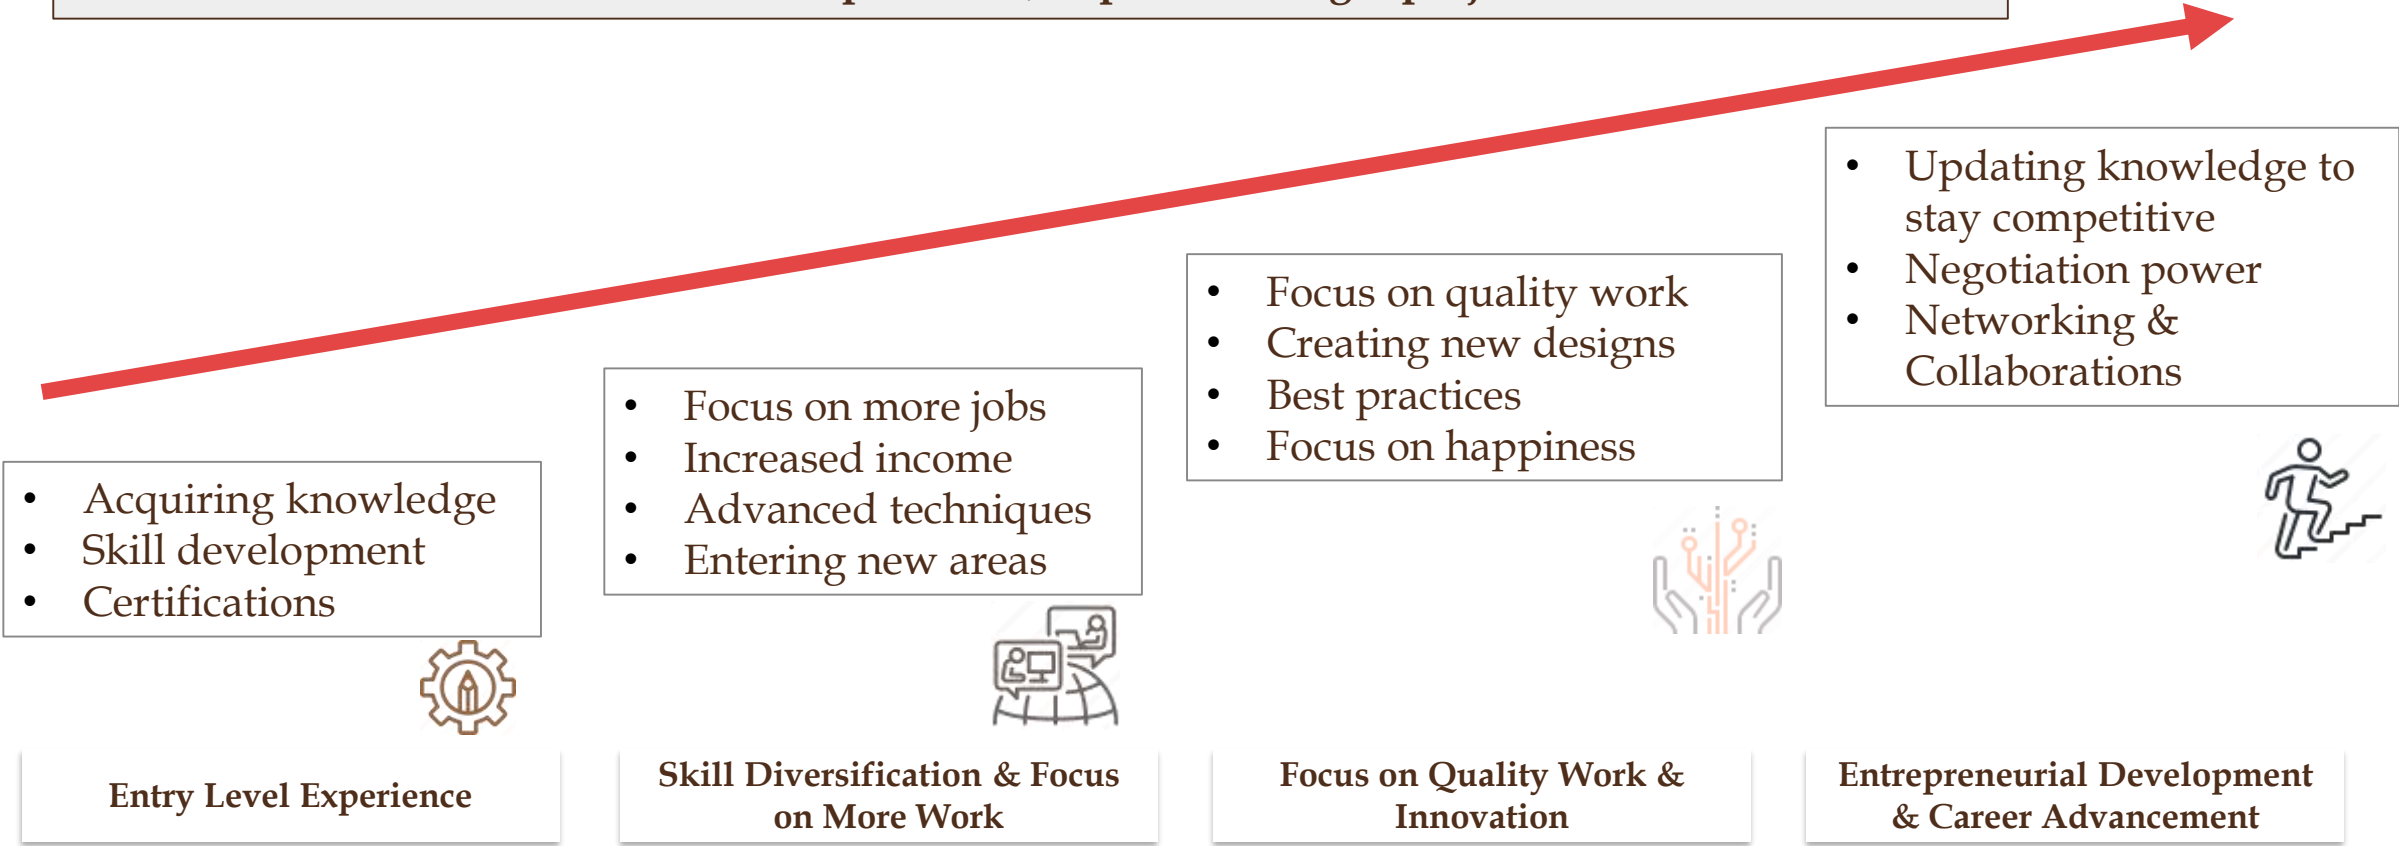 • Acquiring knowledge
• Skill development
• Certifications
• Focus on more jobs
• Increased income
• Advanced techniques
• Entering new areas
• Focus on quality work
• Creating new designs
• Best practices
• Focus on happiness
• Updating knowledge to
stay competitive
• Negotiation power
• Networking &
Collaborations
Entry Level Experience
Skill Diversification & Focus
on More Work
Focus on Quality Work &
Innovation
Entrepreneurial Development
& Career Advancement